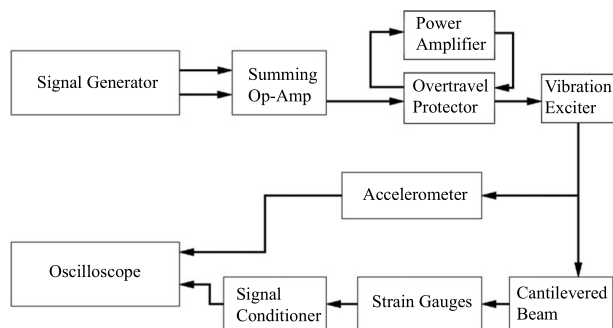 Power
Amplifier
Signal Generator
Summing
Op-Amp
Overtravel
Protector
Vibration
Exciter
Accelerometer
Oscilloscope
Signal
Conditioner
Strain Gauges
Cantilevered
Beam